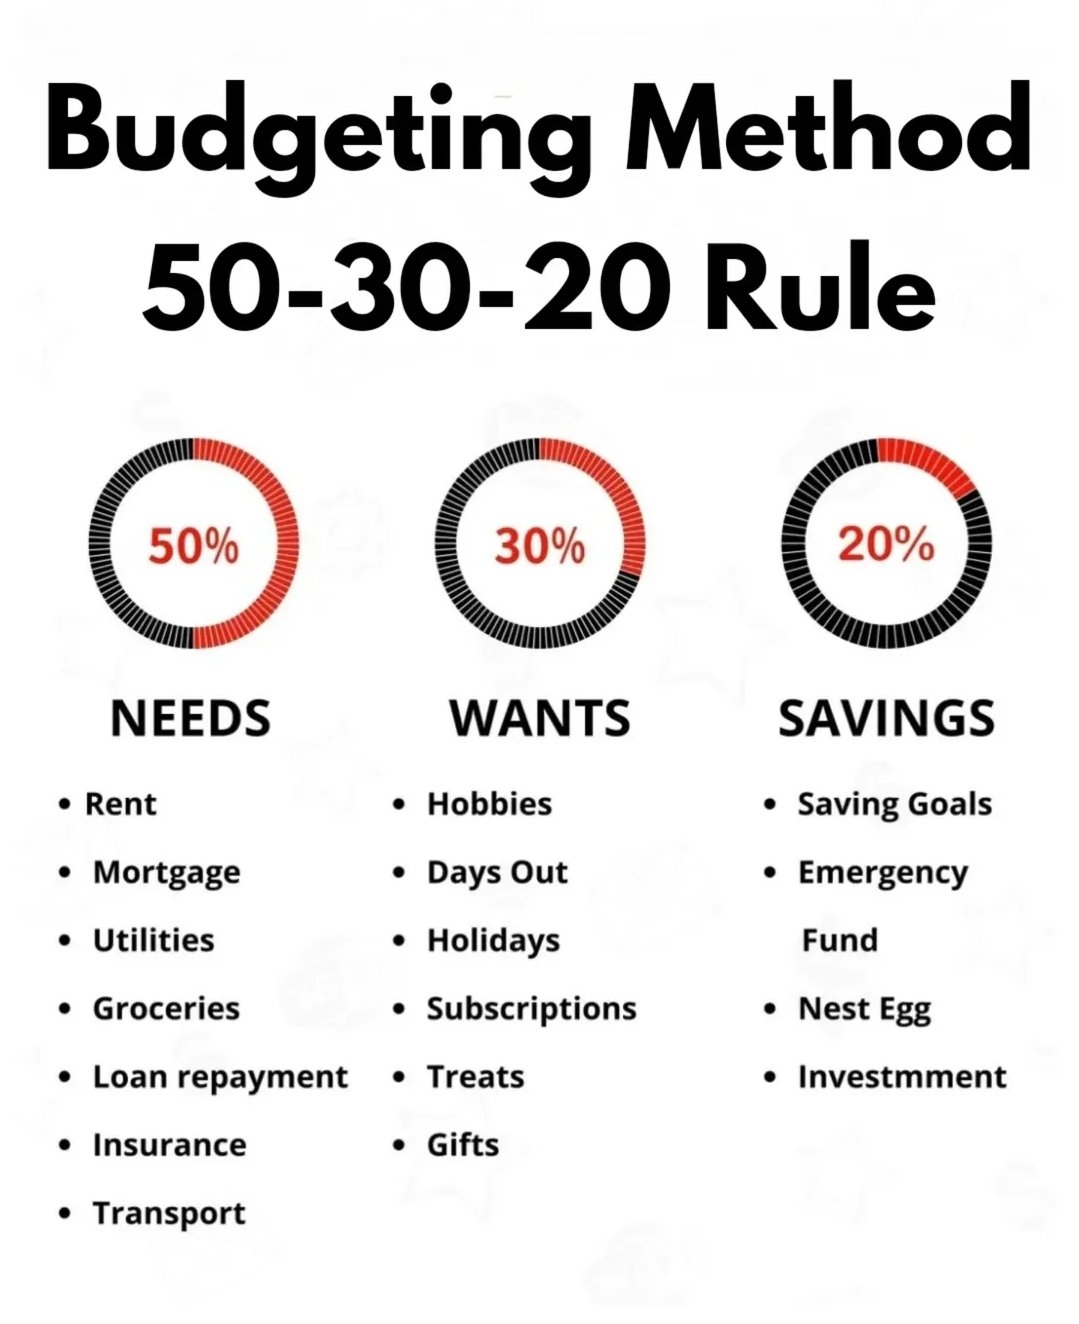 Budgeting Method
50-30-20 Rule
50%
30%
20%
NEEDS
WANTS
SAVINGS
• Rent
• Mortgage
• Utilities
• Groceries
• Loan repayment
• Insurance
• Transport
• Hobbies
• Days Out
• Holidays
• Subscriptions
• Treats
• Gifts
• Saving Goals
• Emergency
Fund
• Nest Egg
• Investmment